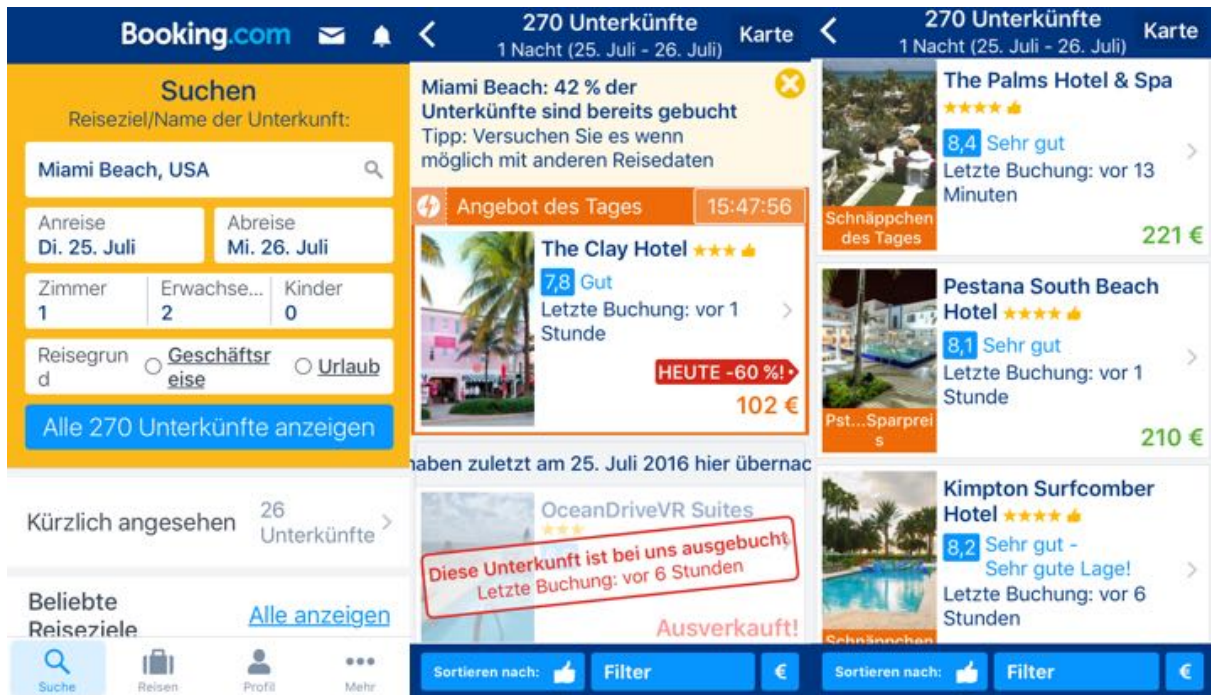 Booking.com
Suchen
Reiseziel/Name der Unterkunft:
Miami Beach, USA
Anreise
Di. 25. Juli
Abreise
Mi. 26. Juli
Zimmer
1
Erwachse...
2
Kinder
0
Reisegrun
d
Geschäftsr
eise
Urlaub
Alle 270 Unterkünfte anzeigen
Kürzlich angesehen
26
Unterkünfte
Beliebte
Reiseziele
Alle anzeigen
Suche
Reisen
Profil
Mehr
270 Unterkünfte
1 Nacht (25. Juli - 26. Juli)
Karte
Miami Beach: 42 % der
Unterkünfte sind bereits gebucht
Tipp: Versuchen Sie es wenn
möglich mit anderen Reisedaten
Angebot des Tages
15:47:56
The Clay Hotel
7,8 Gut
Letzte Buchung: vor 1
Stunde
HEUTE -60 %!
102 €
haben zuletzt am 25. Juli 2016 hier übernac
OceanDriveVR Suites
Diese Unterkunft ist bei uns ausgebucht
Letzte Buchung: vor 6 Stunden
Ausverkauft!
Sortieren nach:
Filter
€
270 Unterkünfte
1 Nacht (25. Juli - 26. Juli)
Karte
The Palms Hotel & Spa
8,4 Sehr gut
Letzte Buchung: vor 13
Minuten
Schnäppchen
des Tages
221 €
Pestana South Beach
Hotel
8,1 Sehr gut
Letzte Buchung: vor 1
Stunde
Pst...Sparprei
s
210 €
Kimpton Surfcomber
Hotel
8,2 Sehr gut -
Sehr gute Lage!
Letzte Buchung: vor 6
Stunden
Schnäppchen
Sortieren nach:
Filter
€